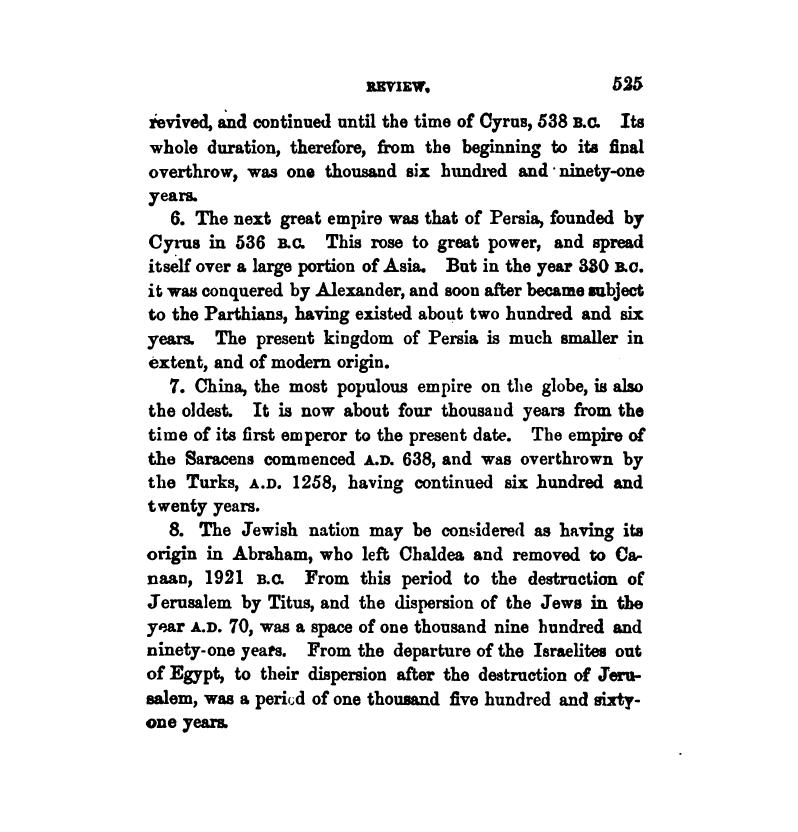 REVIEW. 525
revived, and continued until the time of Cyrus, 538 B.C. Its
whole duration, therefore, from the beginning to its final
overthrow, was one thousand six hundred and ninety-one
years.
6. The next great empire was that of Persia, founded by
Cyrus in 536 B.C. This rose to great power, and spread
itself over a large portion of Asia. But in the year 330 B.C.
it was conquered by Alexander, and soon after became subject
to the Parthians, having existed about two hundred and six
years. The present kingdom of Persia is much smaller in
extent, and of modern origin.
7. China, the most populous empire on the globe, is also
the oldest. It is now about four thousand years from the
time of its first emperor to the present date. The empire of
the Saracens commenced A.D. 638, and was overthrown by
the Turks, A.D. 1258, having continued six hundred and
twenty years.
8. The Jewish nation may be considered as having its
origin in Abraham, who left Chaldea and removed to Ca-
naan, 1921 B.C. From this period to the destruction of
Jerusalem by Titus, and the dispersion of the Jews in the
year A.D. 70, was a space of one thousand nine hundred and
ninety-one years. From the departure of the Israelites out
of Egypt, to their dispersion after the destruction of Jeru-
salem, was a period of one thousand five hundred and sixty-
one years.